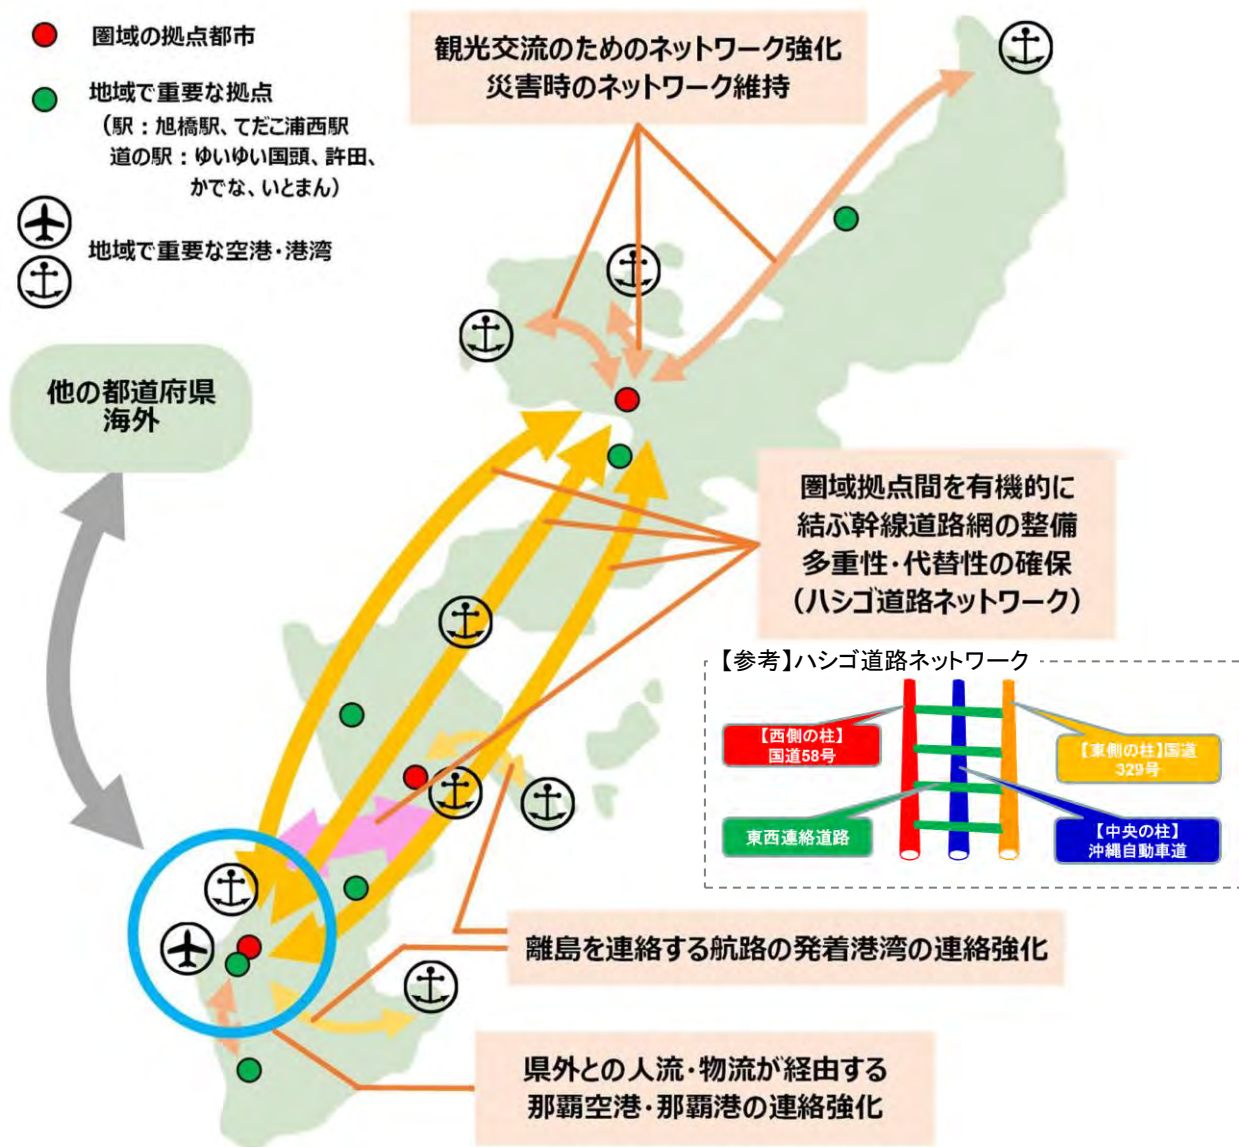 圏域の拠点都市
地域で重要な拠点
（駅：旭橋駅、てだこ浦西駅
道の駅：ゆいゆい国頭、許田、
かでな、いとまん）
地域で重要な空港・港湾
観光交流のためのネットワーク強化
災害時のネットワーク維持
他の都道府県
海外
圏域拠点間を有機的に
結ぶ幹線道路網の整備
多重性・代替性の確保
（ハシゴ道路ネットワーク）
【参考】ハシゴ道路ネットワーク
【西側の柱】
国道58号
【東側の柱】国道
329号
東西連絡道路
【中央の柱】
沖縄自動車道
離島を連絡する航路の発着港湾の連絡強化
県外との人流・物流が経由する
那覇空港・那覇港の連絡強化